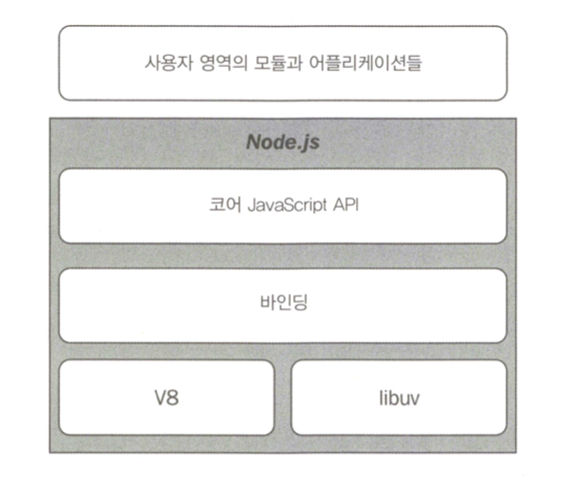 사용자 영역의 모듈과 어플리케이션들
Node.js
코어 JavaScript API
바인딩
V8
libuv